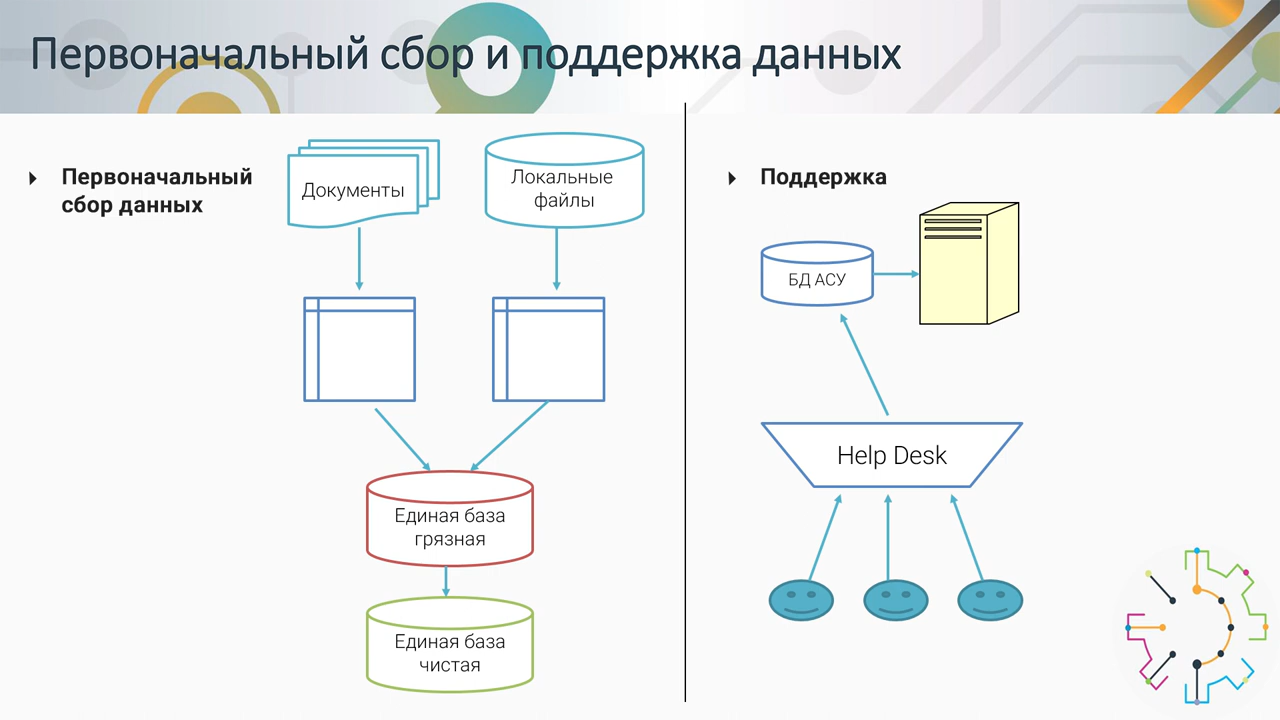 Первоначальный сбор и поддержка данных
Первоначальный
сбор данных
Документы
Локальные
файлы
Единая база
грязная
Единая база
чистая
Поддержка
БД АСУ
Help Desk